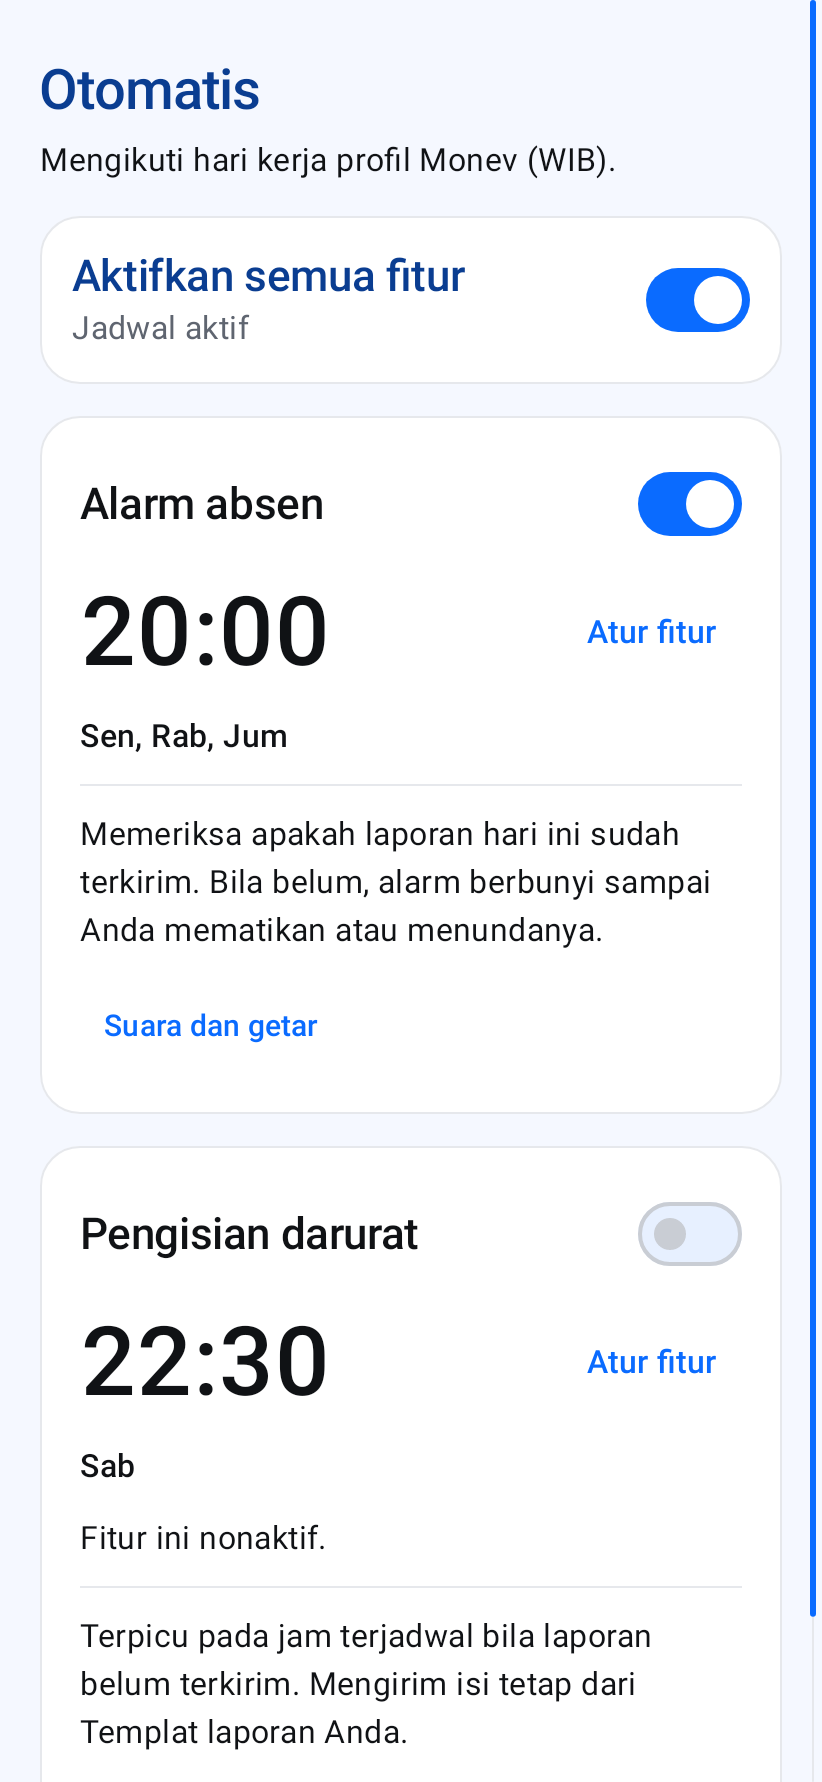 Otomatis
Mengikuti hari kerja profil Monev (WIB).
Aktifkan semua fitur
Jadwal aktif
Alarm absen
20:00
Atur fitur
Sen, Rab, Jum
Memeriksa apakah laporan hari ini sudah
terkirim. Bila belum, alarm berbunyi sampai
Anda mematikan atau menundanya.
Suara dan getar
Pengisian darurat
22:30
Atur fitur
Sab
Fitur ini nonaktif.
Terpicu pada jam terjadwal bila laporan
belum terkirim. Mengirim isi tetap dari
Templat laporan Anda.